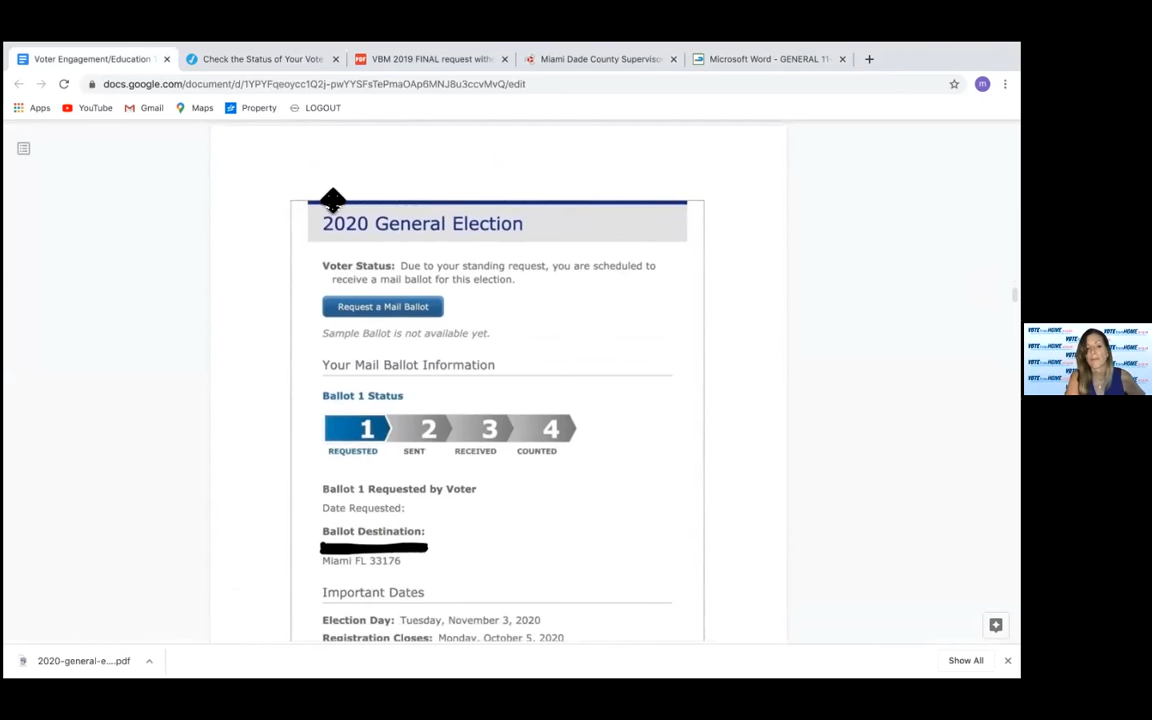 Voter Engagement/Education
Check the Status of Your Vote
VBM 2019 FINAL request with
Miami Dade County Superviso
Microsoft Word - GENERAL 11-
docs.google.com/document/d/1YPYFqeoycc1Q2j-pwYYSFsTePmaOAp6MNJ8u3ccvMvQ/edit
m
Apps YouTube Gmail Maps Property LOGOUT
2020 General Election
Voter Status: Due to your standing request, you are scheduled to
receive a mail ballot for this election.
Request a Mail Ballot
Sample Ballot is not available yet.
Your Mail Ballot Information
Ballot 1 Status
1 2 3 4
REQUESTED SENT RECEIVED COUNTED
Ballot 1 Requested by Voter
Date Requested:
Ballot Destination:
Miami FL 33176
Important Dates
Election Day: Tuesday, November 3, 2020
Registration Closes: Monday, October 5, 2020
2020-general-e....pdf
Show All